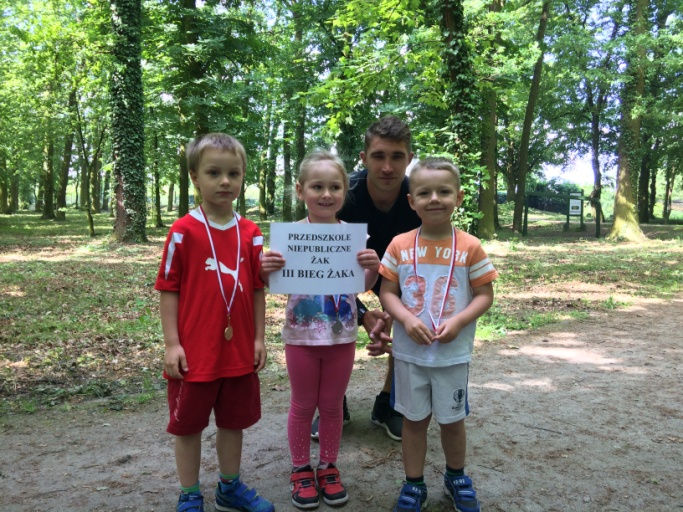 PRZEDSZKOLE
NIEPUBLICZNE
ŻAK
III BIEG ŻAKA
NEW YORK